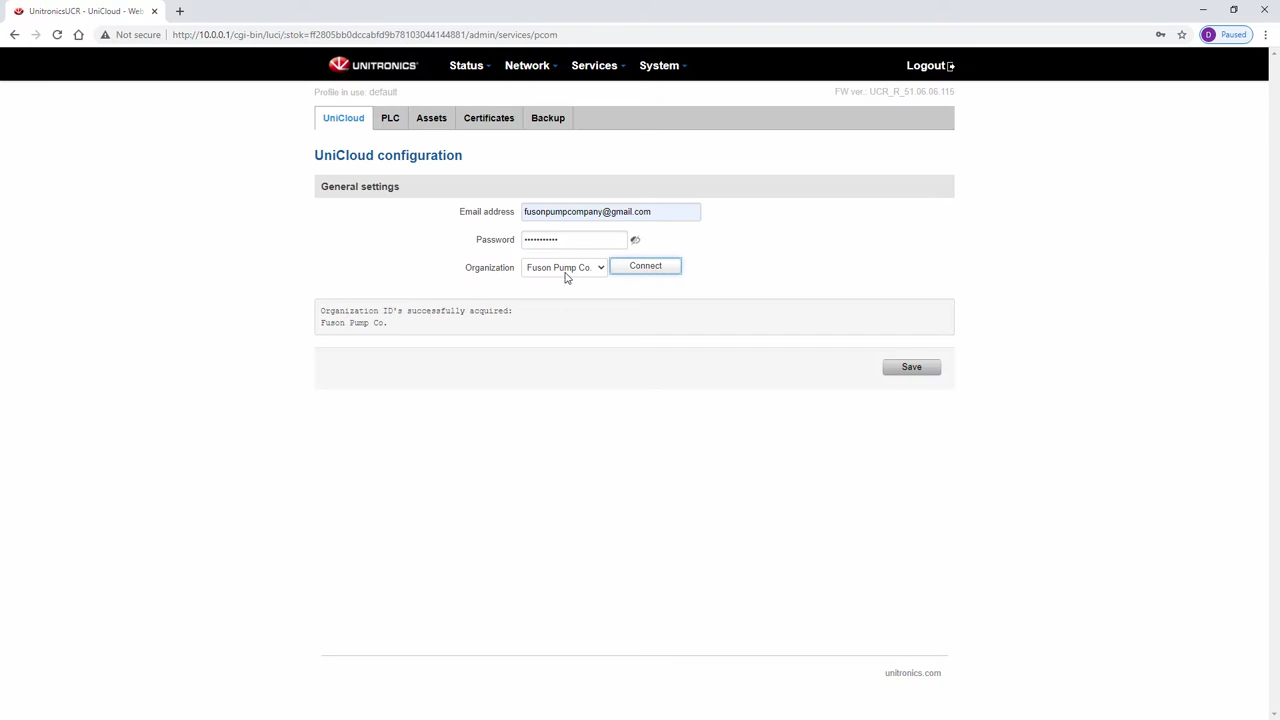 UnitronicsUCR - UniCloud - Web
Not secure
http://10.0.0.1/cgi-bin/luci/;stok=ff2805bb0dccabfd9b78103044144881/admin/services/pcom
D Paused
UNITRONICS Status Network Services System Logout
Profile in use: default FW ver.: UCR_R_51.06.06.115
UniCloud PLC Assets Certificates Backup
UniCloud configuration
General settings
Email address fusonpumpcompany@gmail.com
Password •••••••••••
Organization Fuson Pump Co. Connect
Organization ID's successfully acquired:
Fuson Pump Co.
Save
unitronics.com